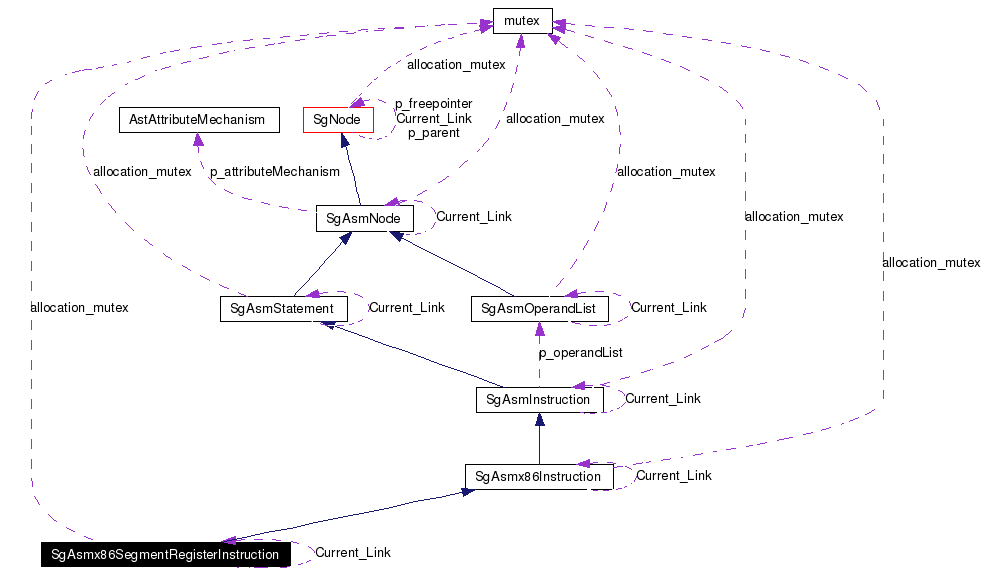 mutex
allocation_mutex
AstAttributeMechanism
SgNode
p_freepointer
Current_Link
p_parent
allocation_mutex
allocation_mutex
p_attributeMechanism
allocation_mutex
SgAsmNode
Current_Link
allocation_mutex
allocation_mutex
allocation_mutex
SgAsmStatement
Current_Link
SgAsmOperandList
Current_Link
p_operandList
SgAsmInstruction
Current_Link
SgAsmx86Instruction
Current_Link
SgAsmx86SegmentRegisterInstruction
Current_Link